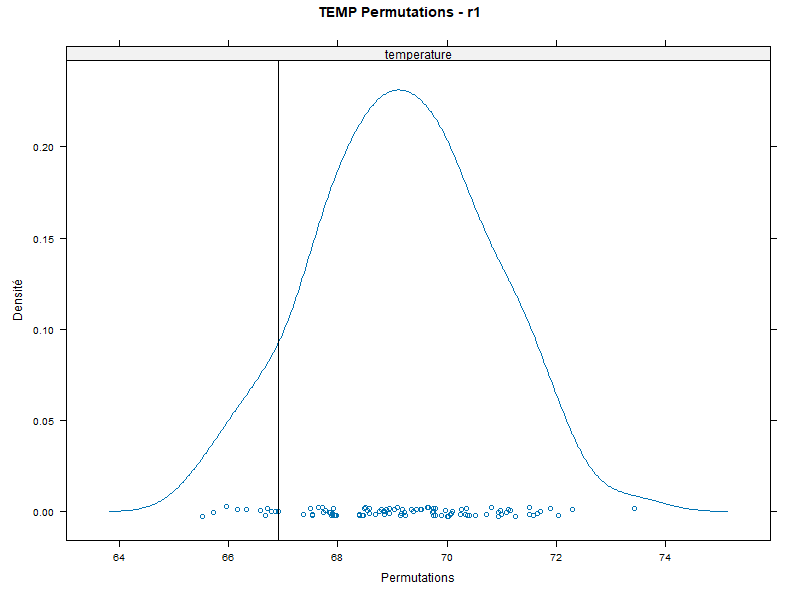 TEMP Permutations - r1
temperature
0.20
0.15
0.10
0.05
0.00
Densité
64 66 68 70 72 74
Permutations